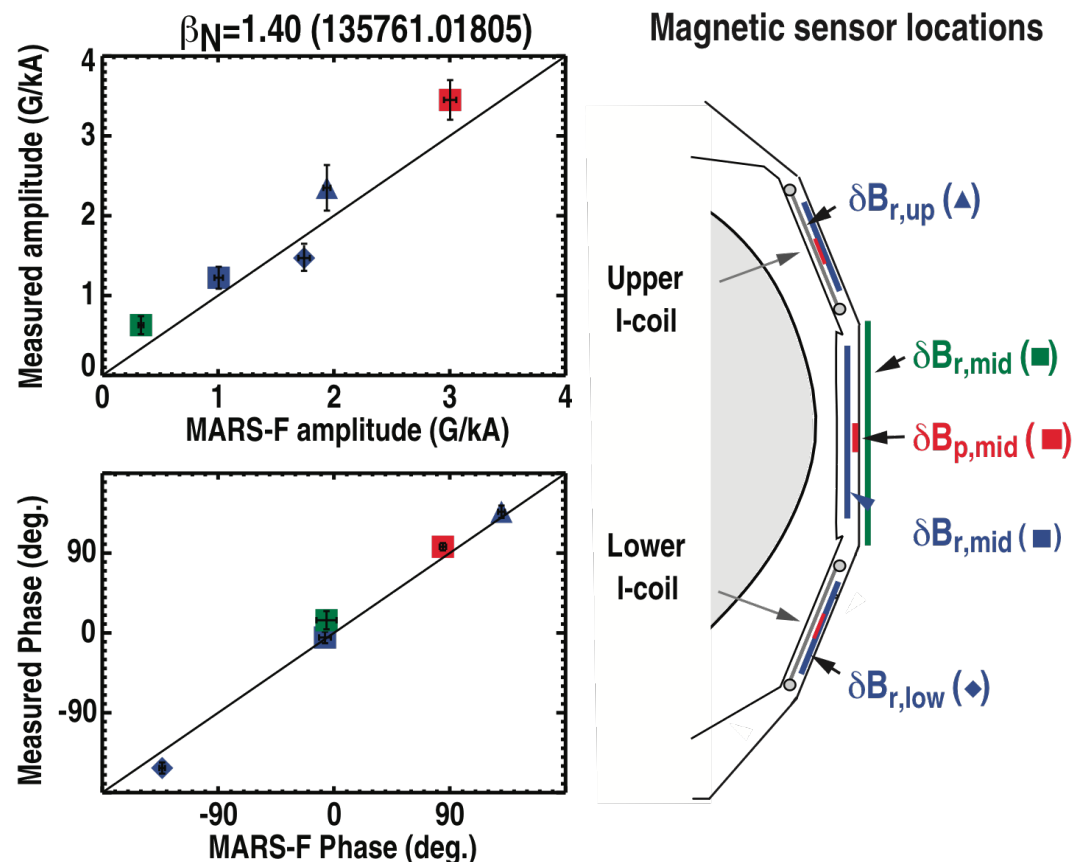 βN=1.40 (135761.01805)
Measured amplitude (G/kA)
4
3
2
1
0
0 1 2 3 4
MARS-F amplitude (G/kA)
Measured Phase (deg.)
90
0
-90
-90 0 90
MARS-F Phase (deg.)
Magnetic sensor locations
δBr,up (▲)
Upper
I-coil
δBr,mid (■)
δBp,mid (■)
δBr,mid (■)
Lower
I-coil
δBr,low (◆)